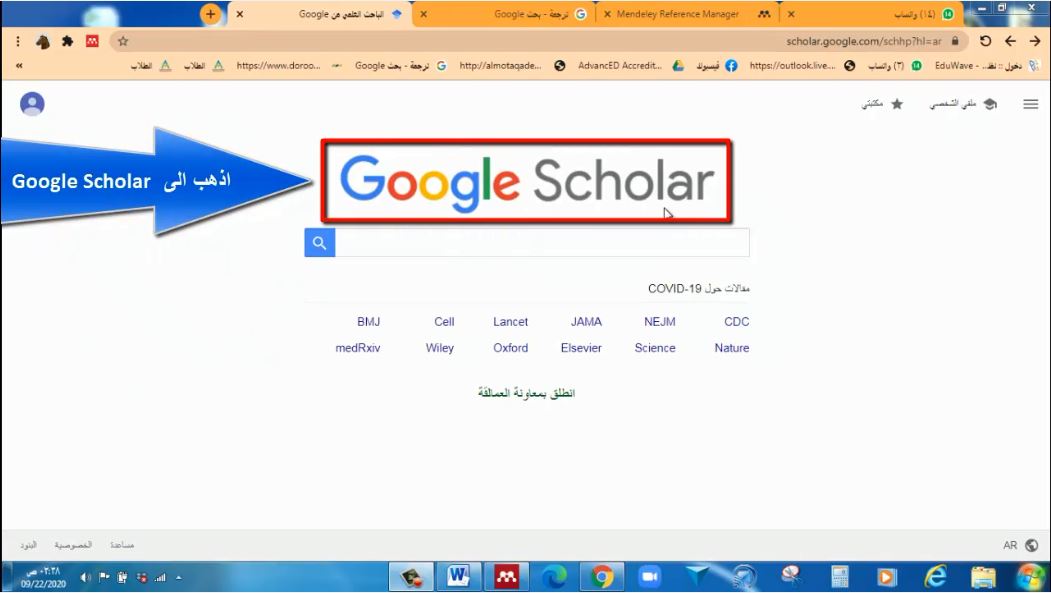 الباحث العلمي من Google
ترجمة - بحث Google
Mendeley Reference Manager
(١٤) واتساب
scholar.google.com/schhp?hl=ar
دخول :: نظ... - EduWave
(٢) واتساب
https://outlook.live....
فيسبوك
AdvancED Accredit...
http://almotaqade...
ترجمة - بحث Google
https://www.doroo...
الطلاب
الطلاب
«
ملفي الشخصي
مكتبتي
اذهب الى Google Scholar
Google Scholar
مقالات حول COVID-19
CDC NEJM JAMA Lancet Cell BMJ
Nature Science Elsevier Oxford Wiley medRxiv
انطلق بمعاونة العمالقة
AR
مساعدة الخصوصية البنود
٠٢:٣٨ ص
09/22/2020